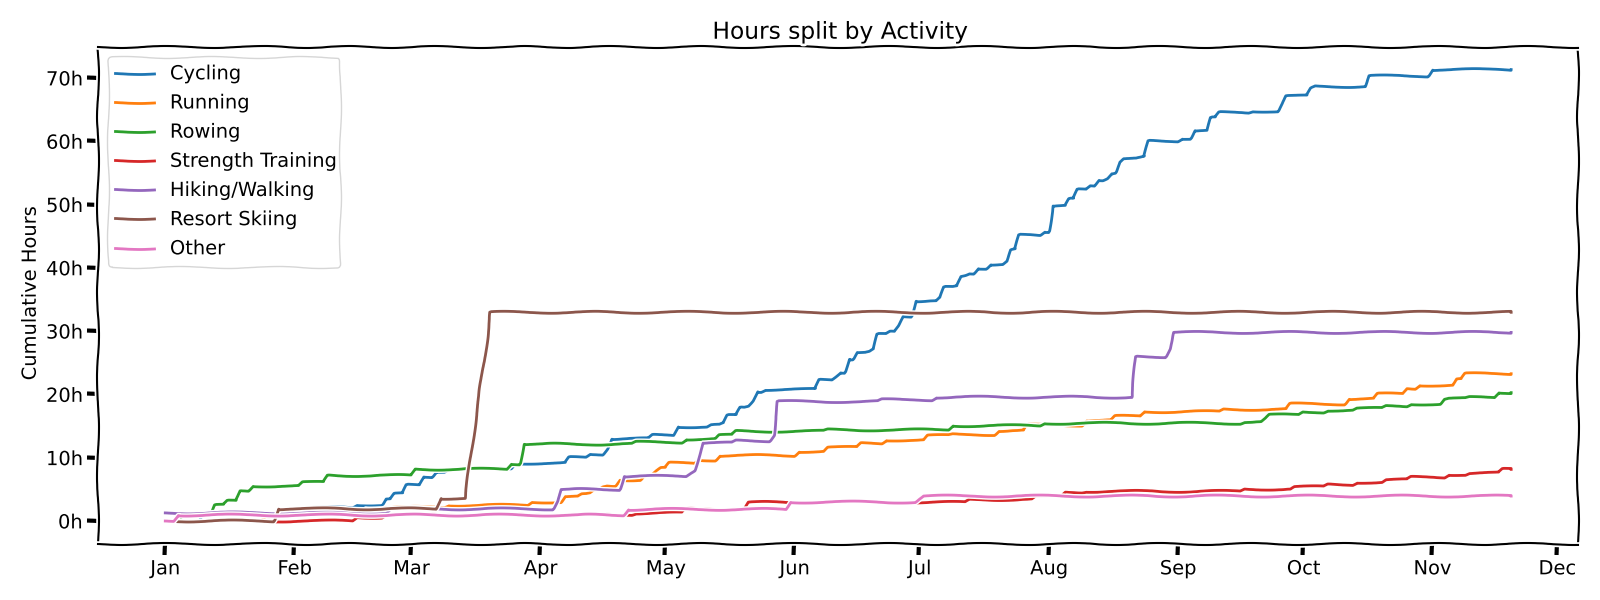 Hours split by Activity
Cumulative Hours
70h
60h
50h
40h
30h
20h
10h
0h
Cycling
Running
Rowing
Strength Training
Hiking/Walking
Resort Skiing
Other
Jan Feb Mar Apr May Jun Jul Aug Sep Oct Nov Dec